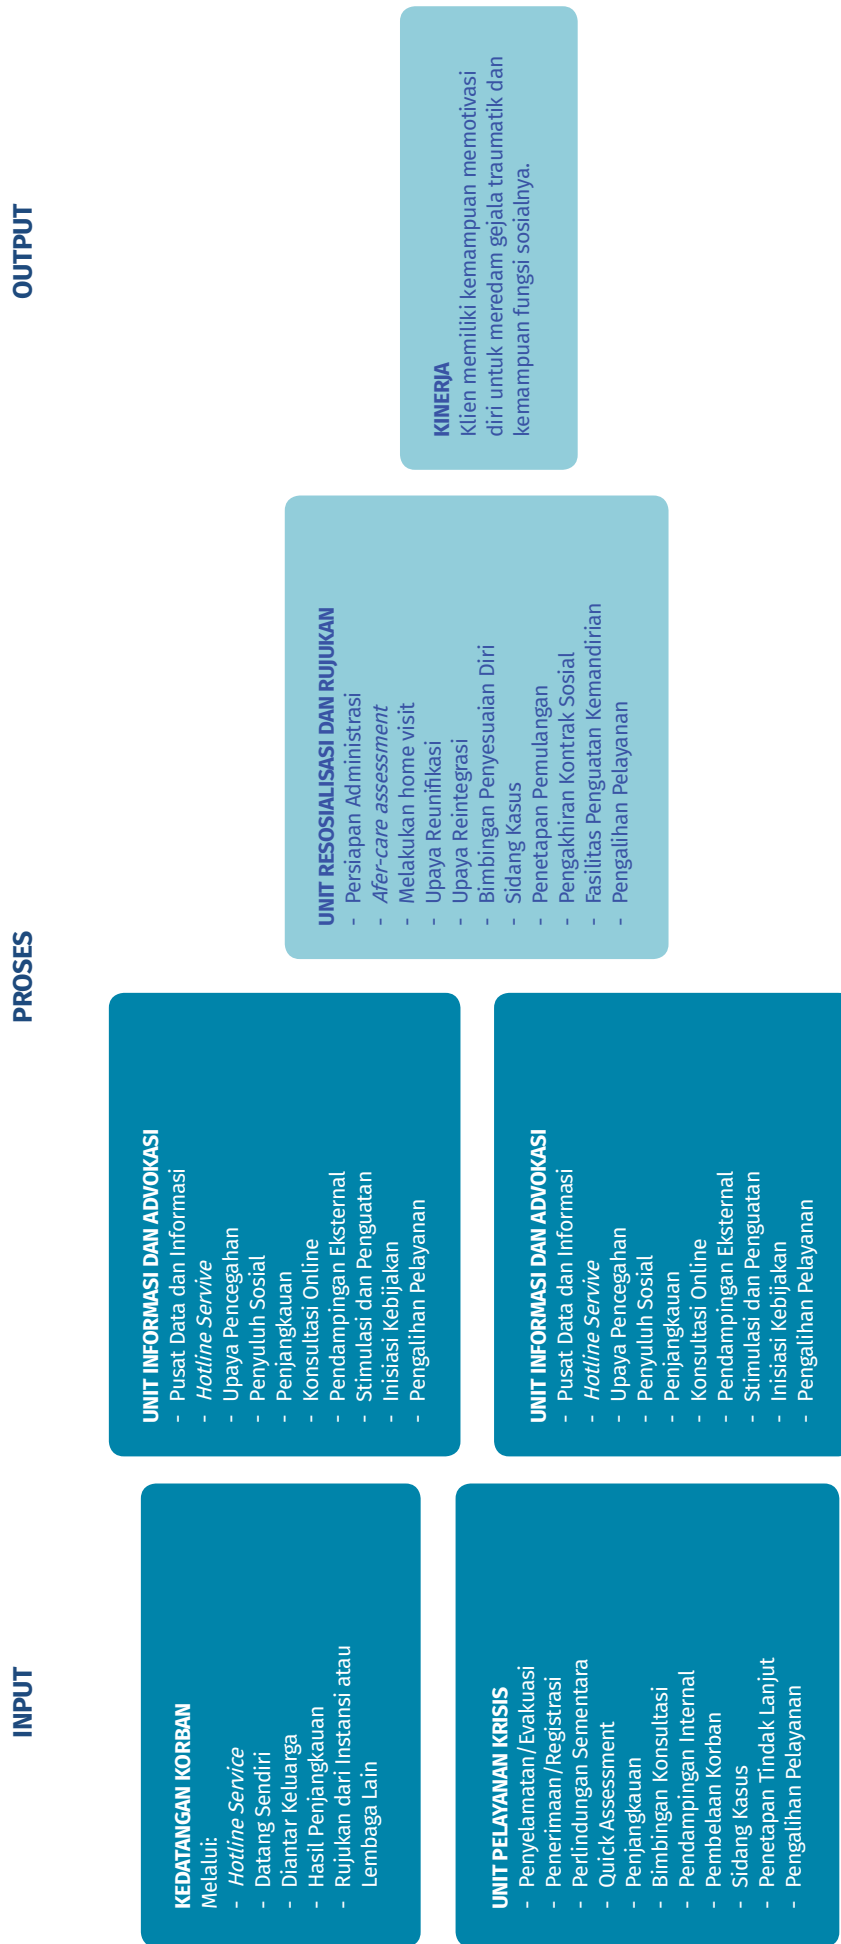 INPUT
PROSES
OUTPUT
KEDATANGAN KORBAN
Melalui:
- Hotline Service
- Datang Sendiri
- Diantar Keluarga
- Hasil Penjangkauan
- Rujukan dari Instansi atau
Lembaga Lain
UNIT PELAYANAN KRISIS
- Penyelamatan/Evakuasi
- Penerimaan/Registrasi
- Perlindungan Sementara
- Quick Assessment
- Penjangkauan
- Bimbingan Konsultasi
- Pendampingan Internal
- Pembelaan Korban
- Sidang Kasus
- Penetapan Tindak Lanjut
- Pengalihan Pelayanan
UNIT INFORMASI DAN ADVOKASI
- Pusat Data dan Informasi
- Hotline Servive
- Upaya Pencegahan
- Penyuluh Sosial
- Penjangkauan
- Konsultasi Online
- Pendampingan Eksternal
- Stimulasi dan Penguatan
- Inisiasi Kebijakan
- Pengalihan Pelayanan
UNIT INFORMASI DAN ADVOKASI
- Pusat Data dan Informasi
- Hotline Servive
- Upaya Pencegahan
- Penyuluh Sosial
- Penjangkauan
- Konsultasi Online
- Pendampingan Eksternal
- Stimulasi dan Penguatan
- Inisiasi Kebijakan
- Pengalihan Pelayanan
UNIT RESOSIALISASI DAN RUJUKAN
- Persiapan Administrasi
- Afer-care assessment
- Melakukan home visit
- Upaya Reunifikasi
- Upaya Reintegrasi
- Bimbingan Penyesuaian Diri
- Sidang Kasus
- Penetapan Pemulangan
- Pengakhiran Kontrak Sosial
- Fasilitas Penguatan Kemandirian
- Pengalihan Pelayanan
KINERJA
Klien memiliki kemampuan memotivasi
diri untuk meredam gejala traumatik dan
kemampuan fungsi sosialnya.